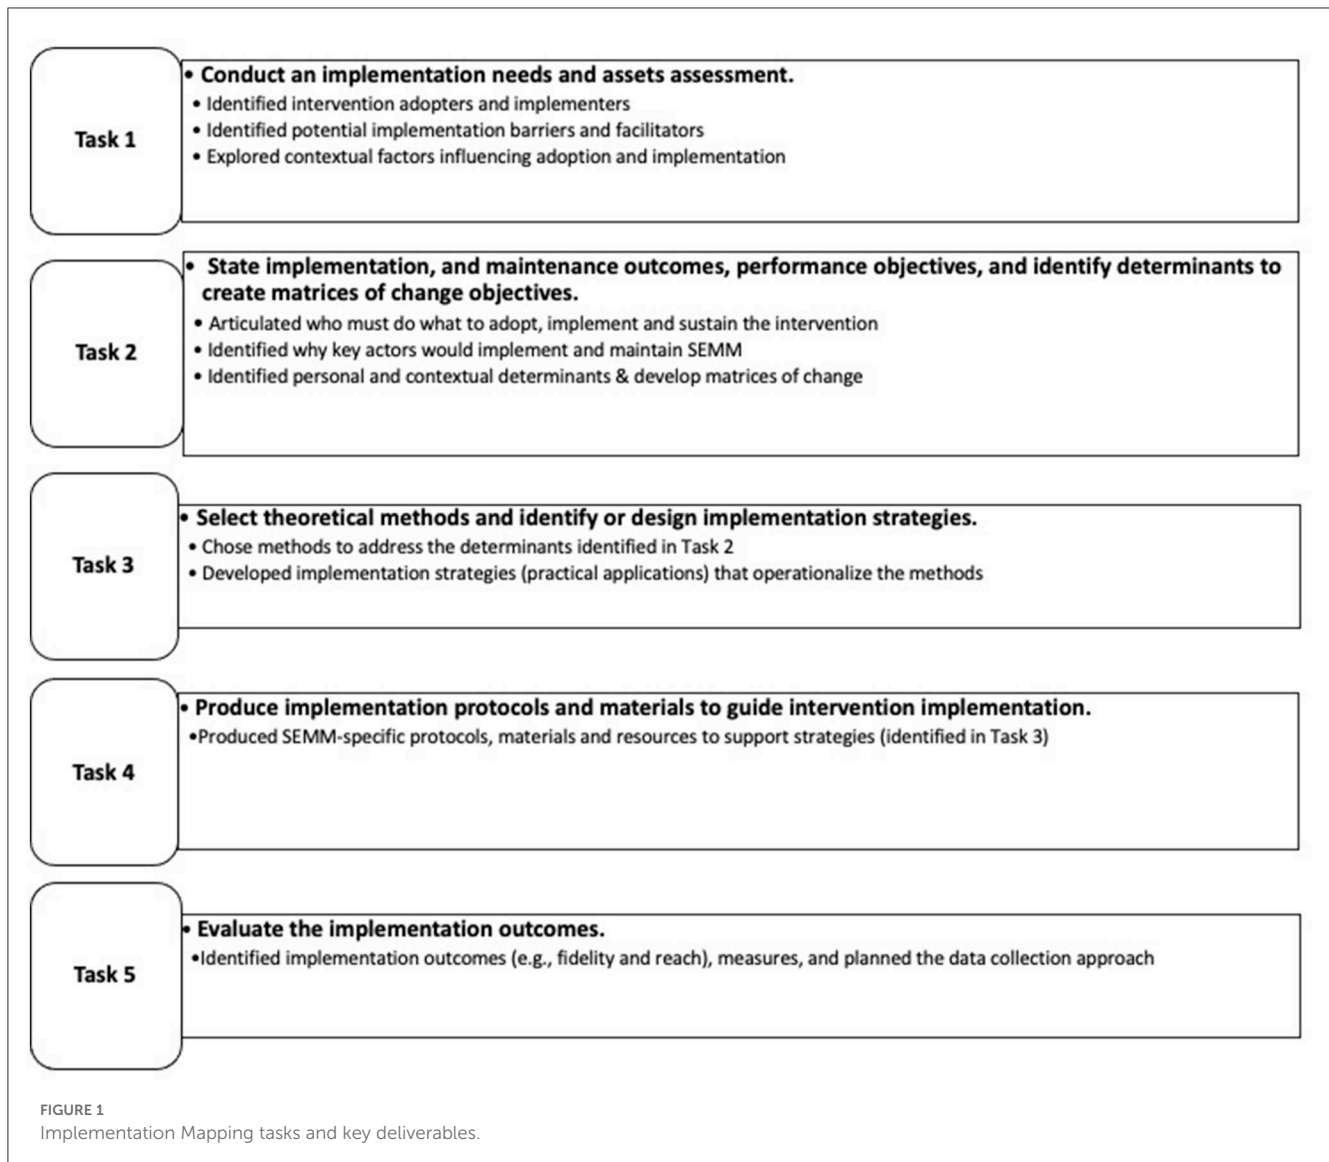 Task 1
• Conduct an implementation needs and assets assessment.
• Identified intervention adopters and implementers
• Identified potential implementation barriers and facilitators
• Explored contextual factors influencing adoption and implementation
Task 2
• State implementation, and maintenance outcomes, performance objectives, and identify determinants to
create matrices of change objectives.
• Articulated who must do what to adopt, implement and sustain the intervention
• Identified why key actors would implement and maintain SEMM
• Identified personal and contextual determinants & develop matrices of change
Task 3
• Select theoretical methods and identify or design implementation strategies.
• Chose methods to address the determinants identified in Task 2
• Developed implementation strategies (practical applications) that operationalize the methods
Task 4
• Produce implementation protocols and materials to guide intervention implementation.
•Produced SEMM-specific protocols, materials and resources to support strategies (identified in Task 3)
Task 5
• Evaluate the implementation outcomes.
•Identified implementation outcomes (e.g., fidelity and reach), measures, and planned the data collection approach
FIGURE 1
Implementation Mapping tasks and key deliverables.